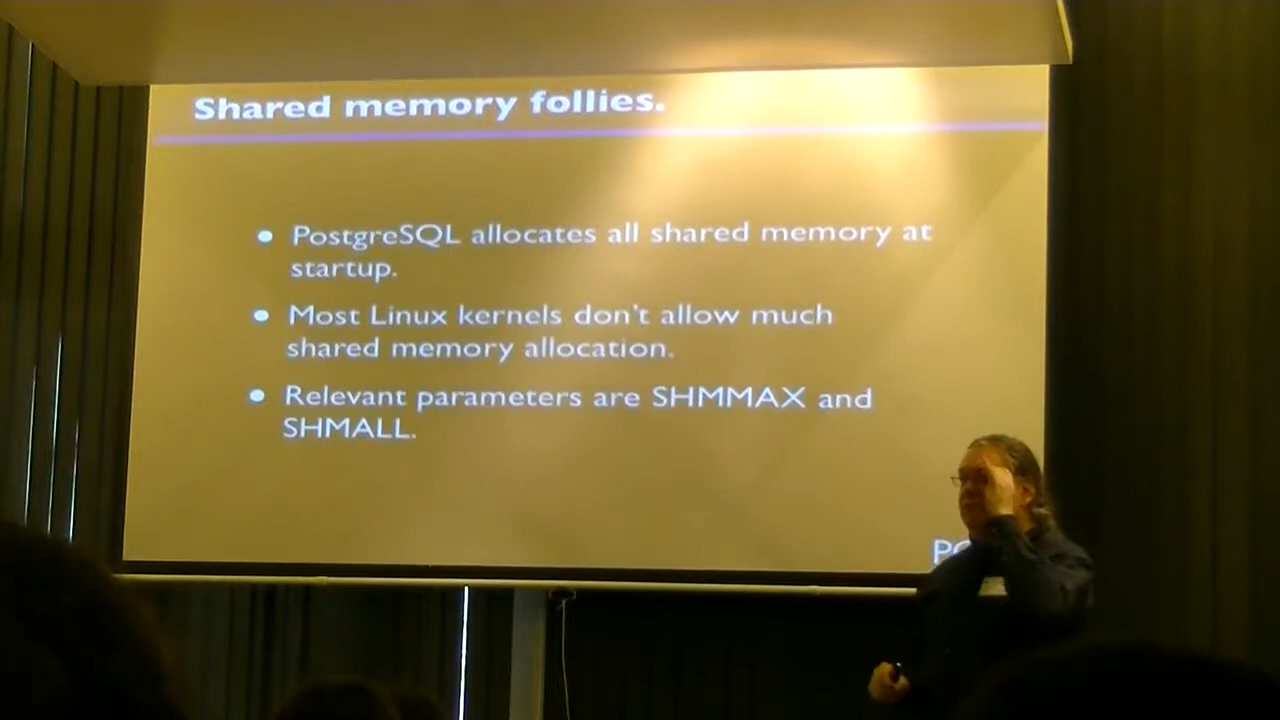 Shared memory follies.
• PostgreSQL allocates all shared memory at
startup.
• Most Linux kernels don't allow much
shared memory allocation.
• Relevant parameters are SHMMAX and
SHMALL.